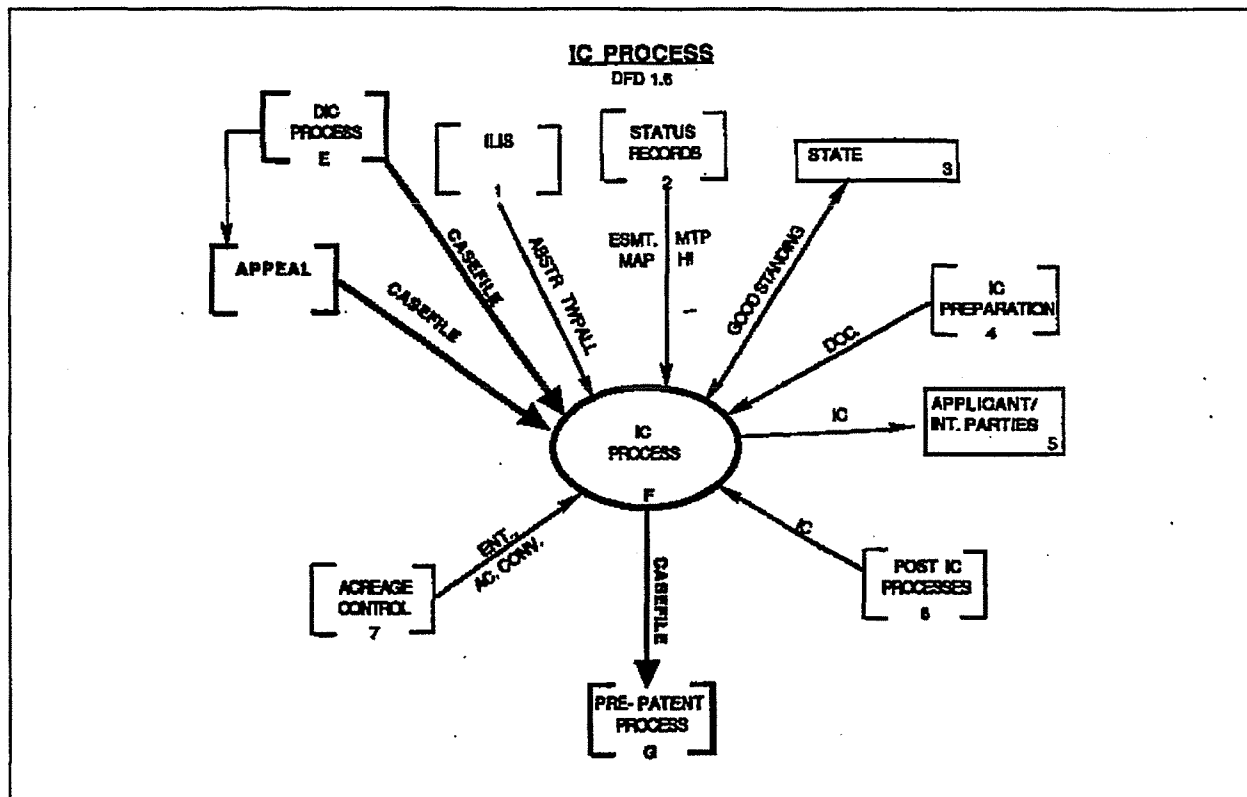 IC PROCESS
DFD 1.6
DIC
PROCESS
E
ILIS
1
STATUS
RECORDS
2
STATE
3
APPEAL
CASEFILE
CASEFILE
ABSTR TWPALL
ESMT.
MAP
MTP
HI
GOOD STANDING
DOC.
IC
PREPARATION
4
IC
PROCESS
F
IC
APPLICANT/
INT. PARTIES
5
IC
POST IC
PROCESSES
6
ENT.,
AC. CONV.
ACREAGE
CONTROL
7
CASEFILE
PRE-PATENT
PROCESS
G